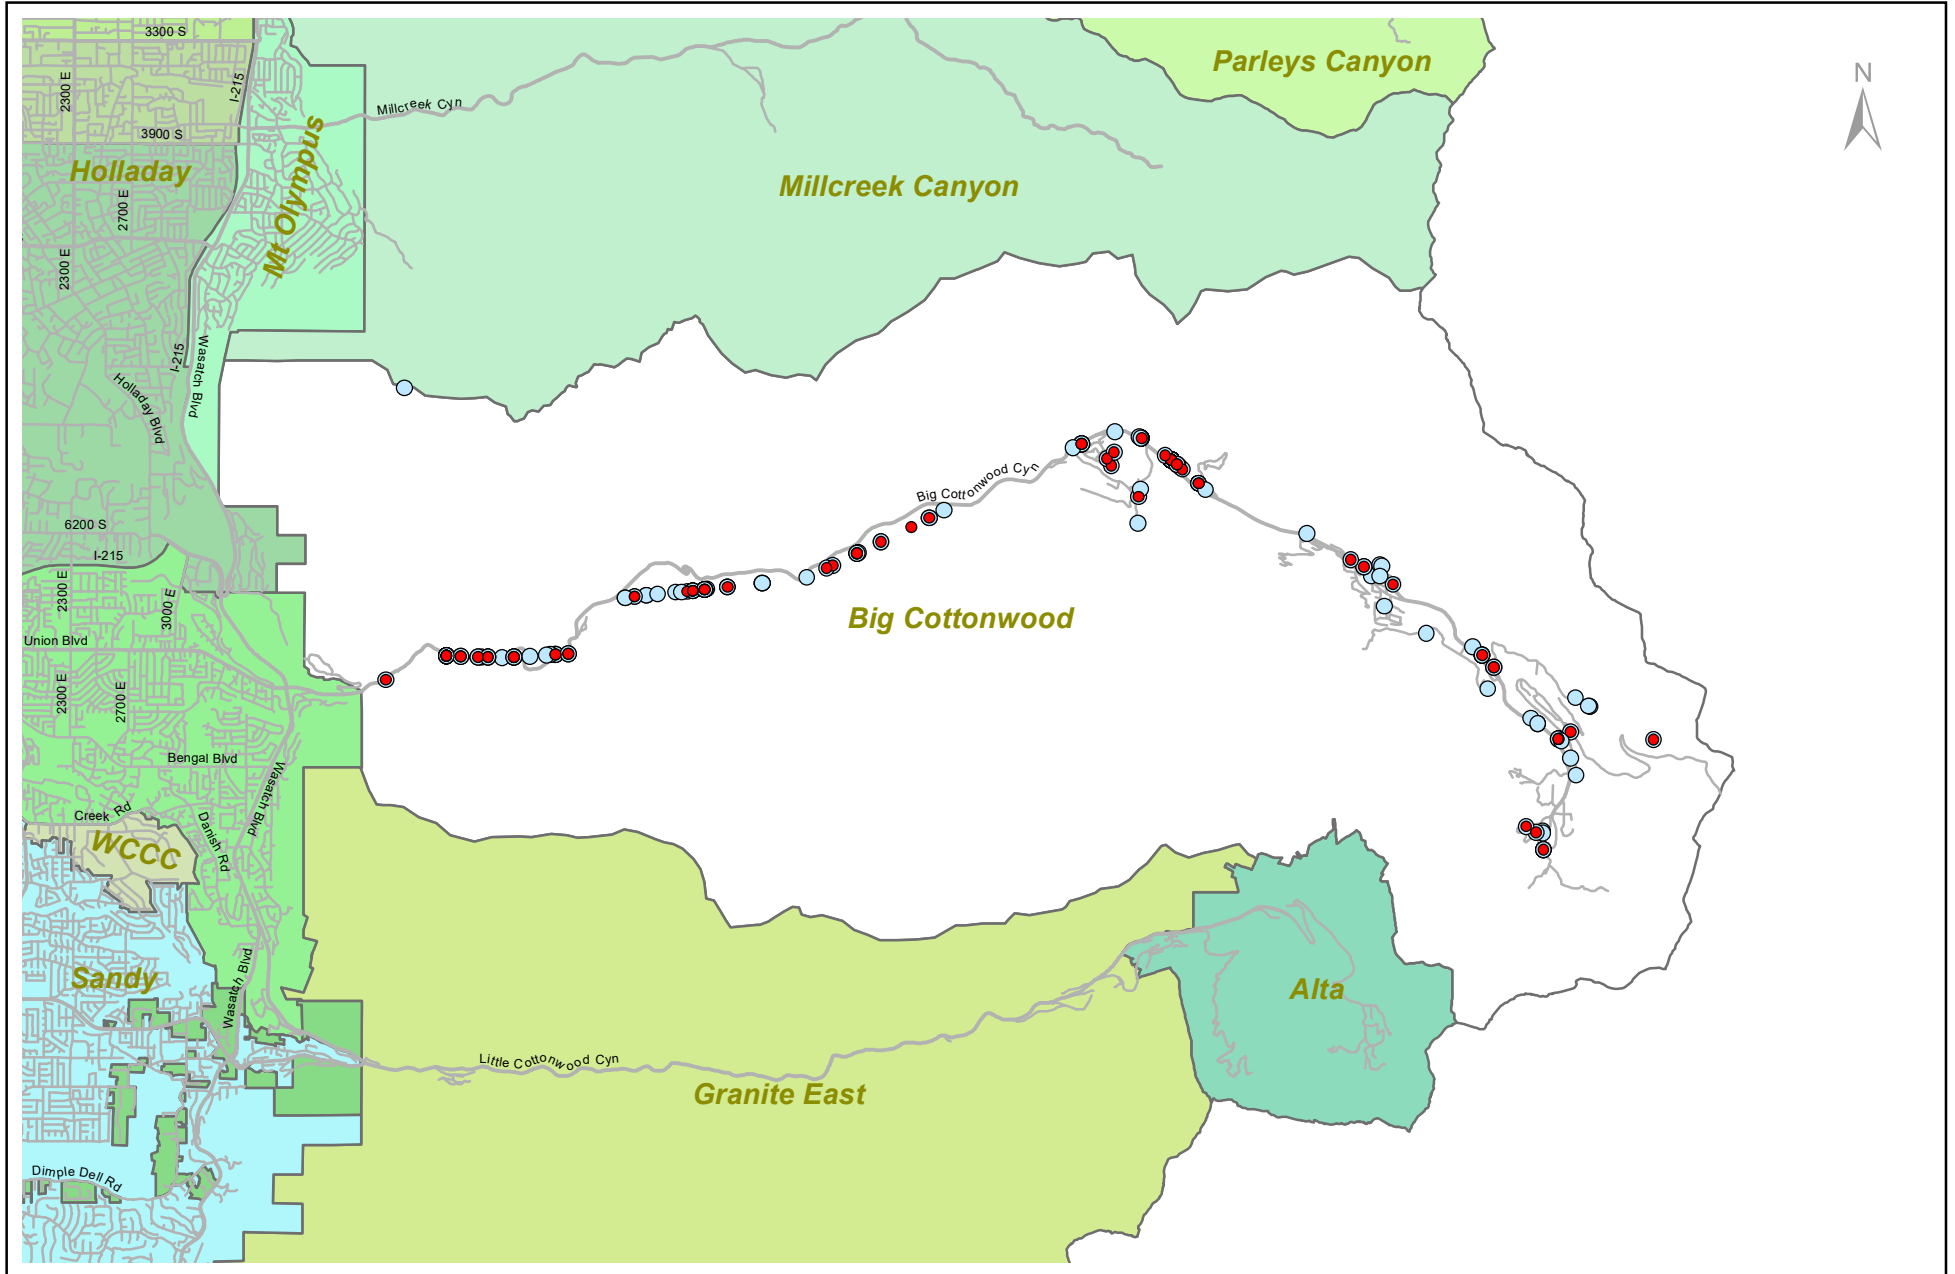 3300 S
Parleys Canyon
N
2300 E
I-215
Millcreek Cyn
3900 S
Holladay
Mt Olympus
Millcreek Canyon
2700 E
2300 E
I-215
Wasatch Blvd
Holladay Blvd
Big Cottonwood Cyn
6200 S
I-215
2300 E
3000 E
Big Cottonwood
Union Blvd
2300 E
2700 E
Bengal Blvd
Wasatch Blvd
Creek Rd
Danish Rd
WCCC
Sandy
Wasatch Blvd
Alta
Little Cottonwood Cyn
Granite East
Dimple Dell Rd